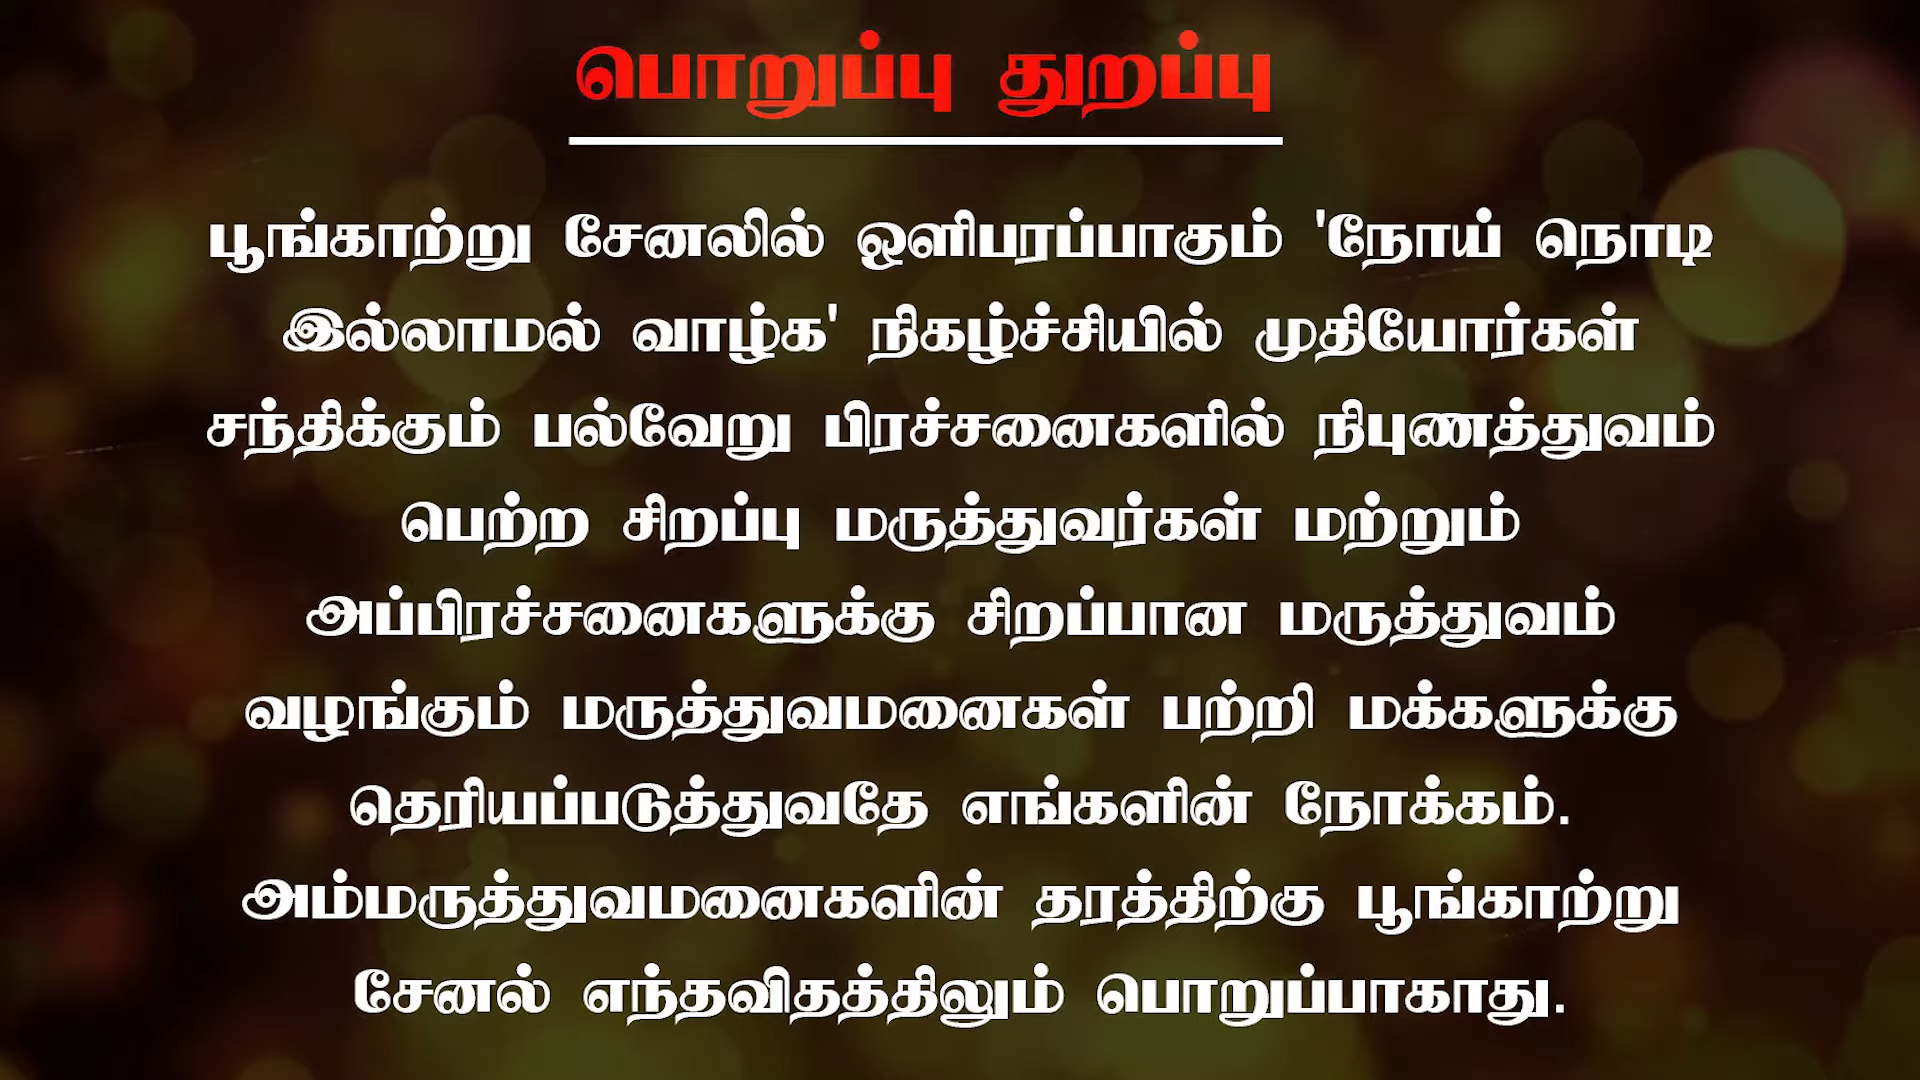 பொறுப்பு துறப்பு
பூங்காற்று சேனலில் ஒளிபரப்பாகும் 'நோய் நொடி
இல்லாமல் வாழ்க' நிகழ்ச்சியில் முதியோர்கள்
சந்திக்கும் பல்வேறு பிரச்சனைகளில் நிபுணத்துவம்
பெற்ற சிறப்பு மருத்துவர்கள் மற்றும்
அப்பிரச்சனைகளுக்கு சிறப்பான மருத்துவம்
வழங்கும் மருத்துவமனைகள் பற்றி மக்களுக்கு
தெரியப்படுத்துவதே எங்களின் நோக்கம்.
அம்மருத்துவமனைகளின் தரத்திற்கு பூங்காற்று
சேனல் எந்தவிதத்திலும் பொறுப்பாகாது.